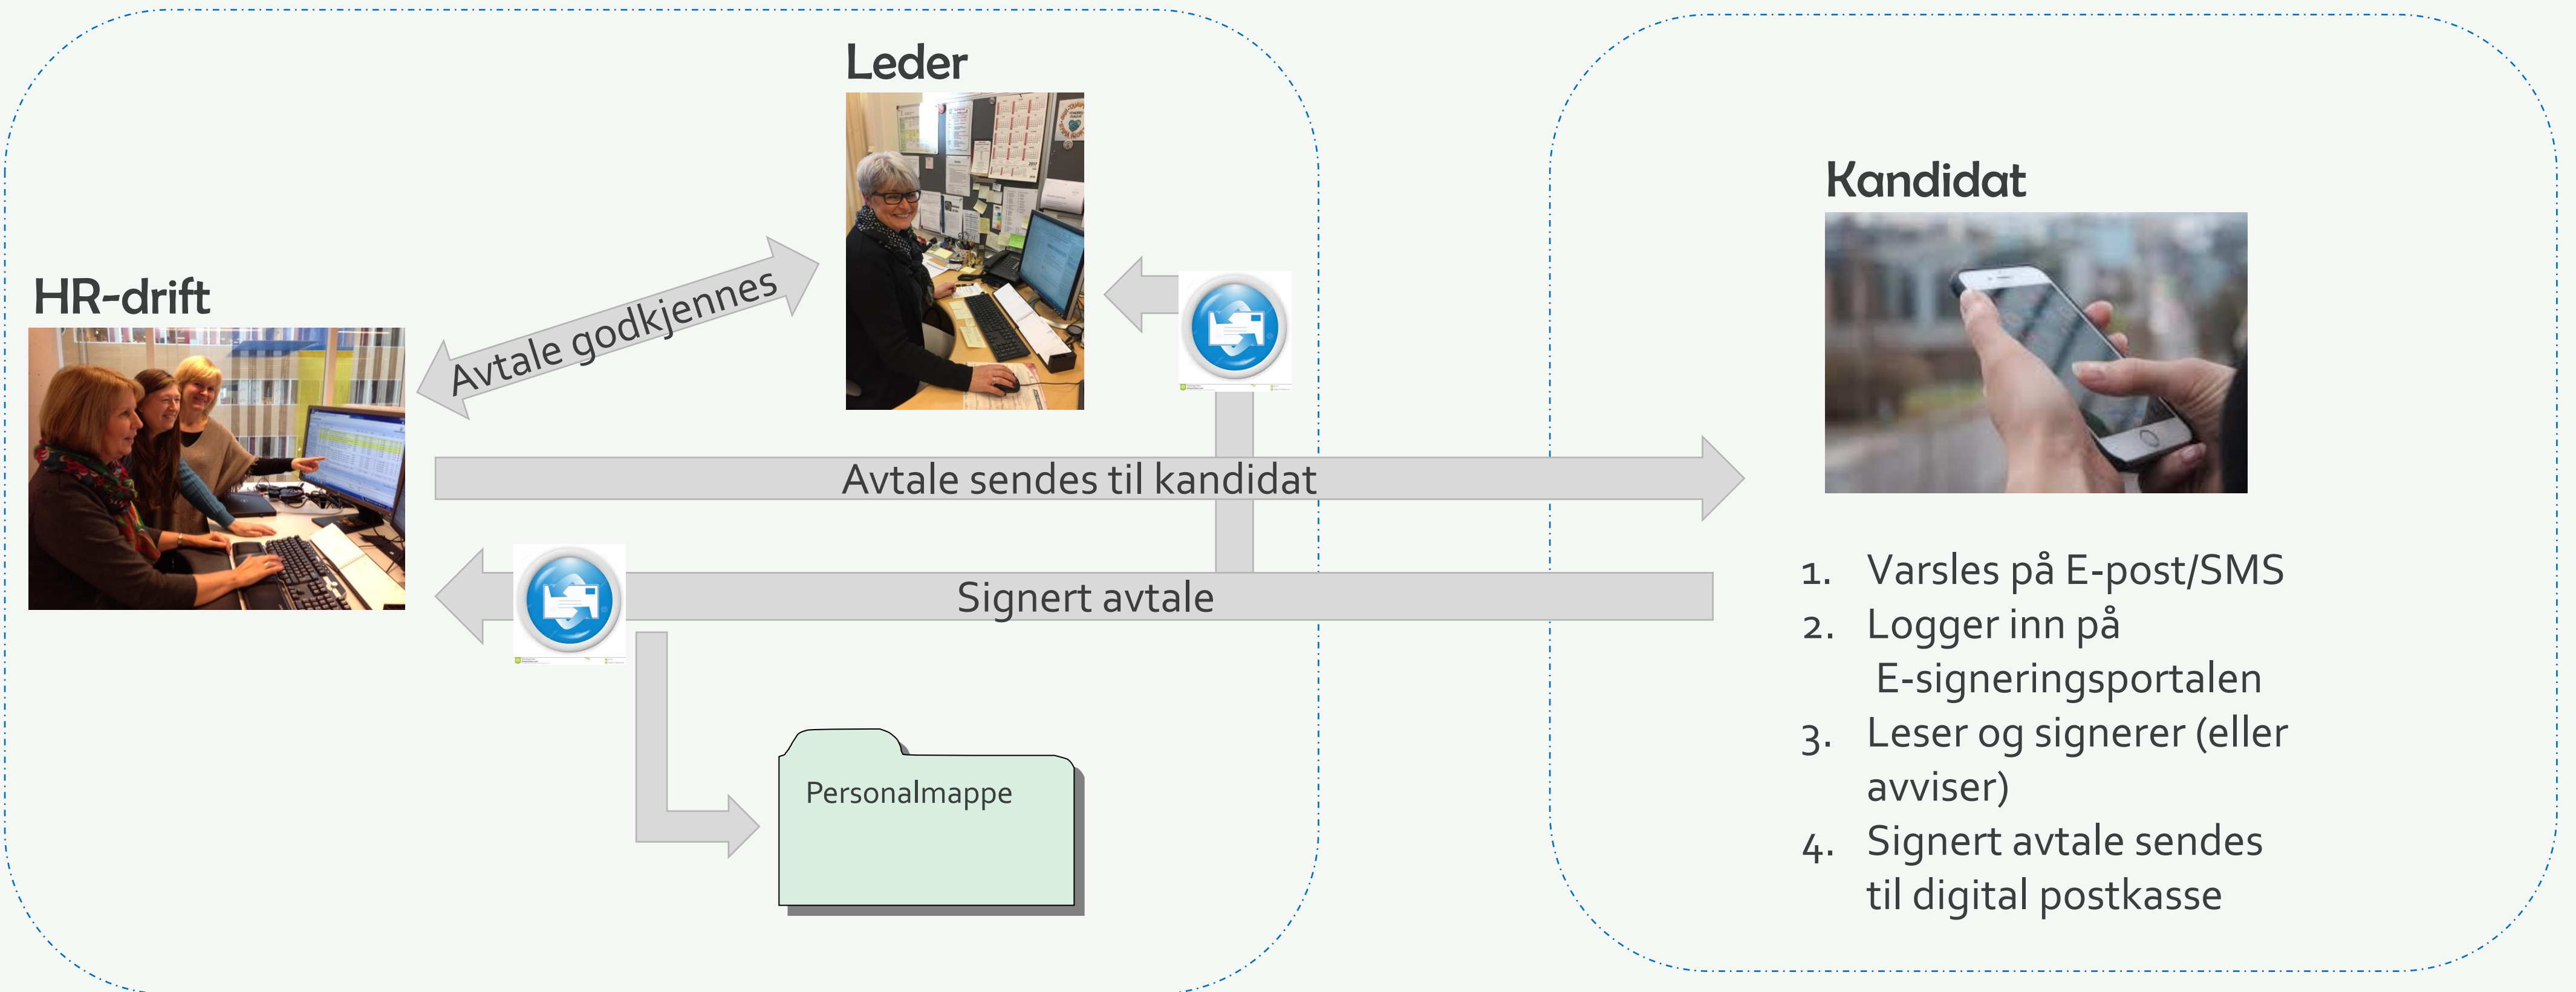 Leder
Kandidat
HR-drift
Avtale godkjennes
Avtale sendes til kandidat
Signert avtale
Personalmappe
1. Varsles på E-post/SMS
2. Logger inn på
E-signeringsportalen
3. Leser og signerer (eller
avviser)
4. Signert avtale sendes
til digital postkasse